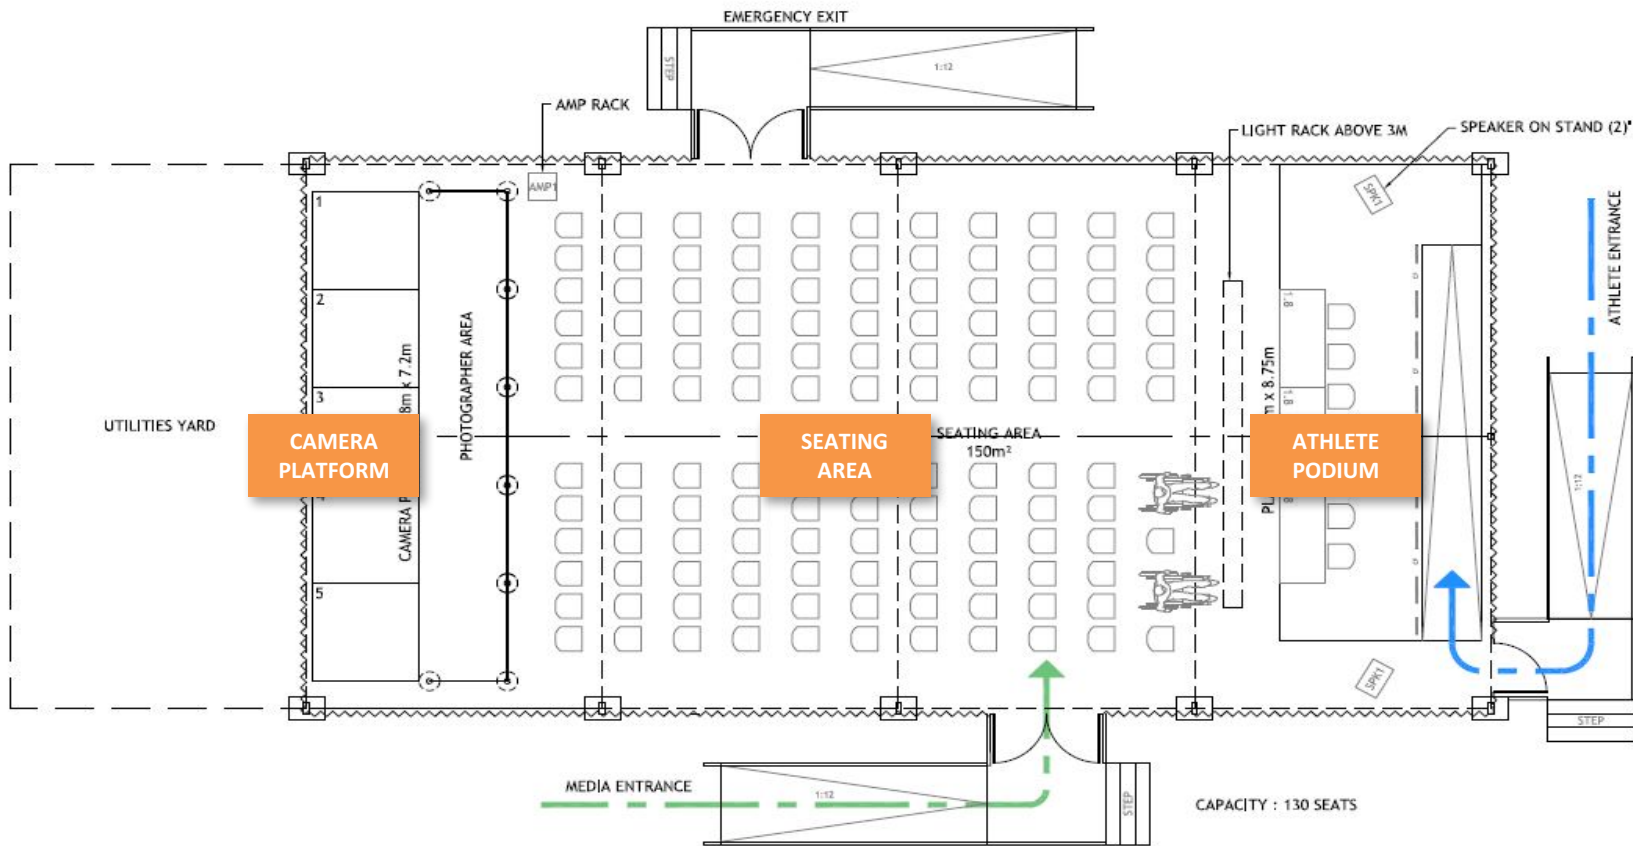 EMERGENCY EXIT
STEP
1:12
AMP RACK
LIGHT RACK ABOVE 3M
SPEAKER ON STAND (2)"
AMP1
SPK1
ATHLETE ENTRANCE
1
2
3
4
5
1.8
1.8
8m x 7.2m
CAMERA P
PHOTOGRAPHER AREA
UTILITIES YARD
CAMERA
PLATFORM
SEATING
AREA
SEATING AREA
150m²
m x 8.75m
ATHLETE
PODIUM
1:12
SPK1
STEP
MEDIA ENTRANCE
1:12
STEP
CAPACITY : 130 SEATS